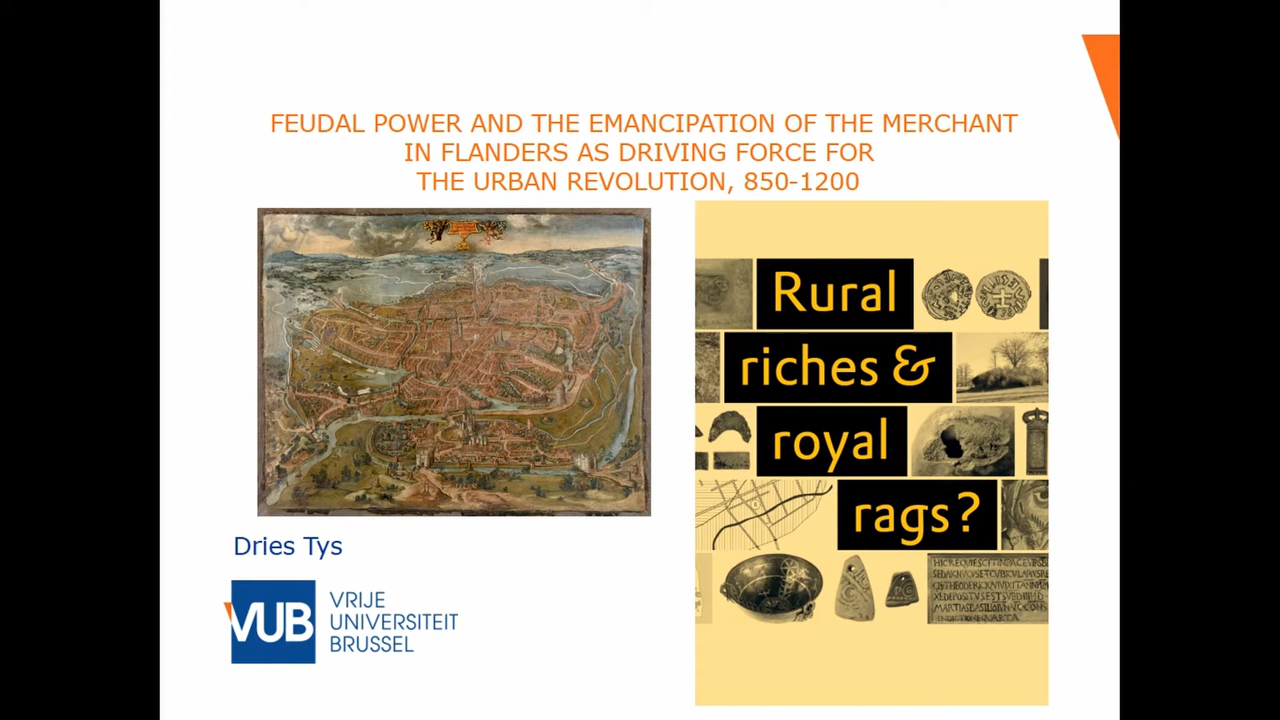 FEUDAL POWER AND THE EMANCIPATION OF THE MERCHANT
IN FLANDERS AS DRIVING FORCE FOR
THE URBAN REVOLUTION, 850-1200
Rural
riches &
royal
rags?
Dries Tys
VUB
VRIJE
UNIVERSITEIT
BRUSSEL